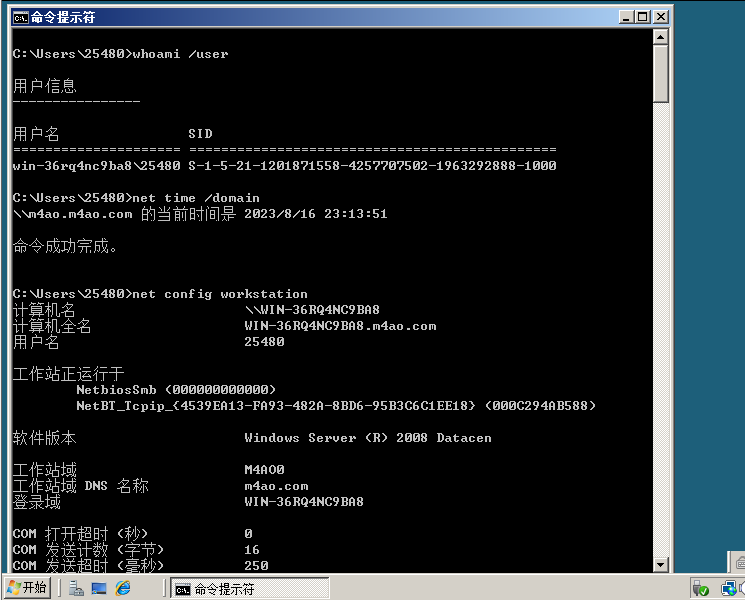 命令提示符
C:\Users\25480>whoami /user
用户信息
----------------
用户名 SID
===================== ==============================================
win-36rq4nc9ba8\25480 S-1-5-21-1201871558-4257707502-1963292888-1000
C:\Users\25480>net time /domain
\\m4ao.m4ao.com 的当前时间是 2023/8/16 23:13:51
命令成功完成。
C:\Users\25480>net config workstation
计算机名 \\WIN-36RQ4NC9BA8
计算机全名 WIN-36RQ4NC9BA8.m4ao.com
用户名 25480
工作站正运行于
NetbiosSmb (000000000000)
NetBT_Tcpip_{4539EA13-FA93-482A-8BD6-95B3C6C1EE18} (000C294AB588)
软件版本 Windows Server (R) 2008 Datacen
工作站域 M4AO0
工作站域 DNS 名称 m4ao.com
登录域 WIN-36RQ4NC9BA8
COM 打开超时 (秒) 0
COM 发送计数 (字节) 16
COM 发送超时 (毫秒) 250
开始
命令提示符